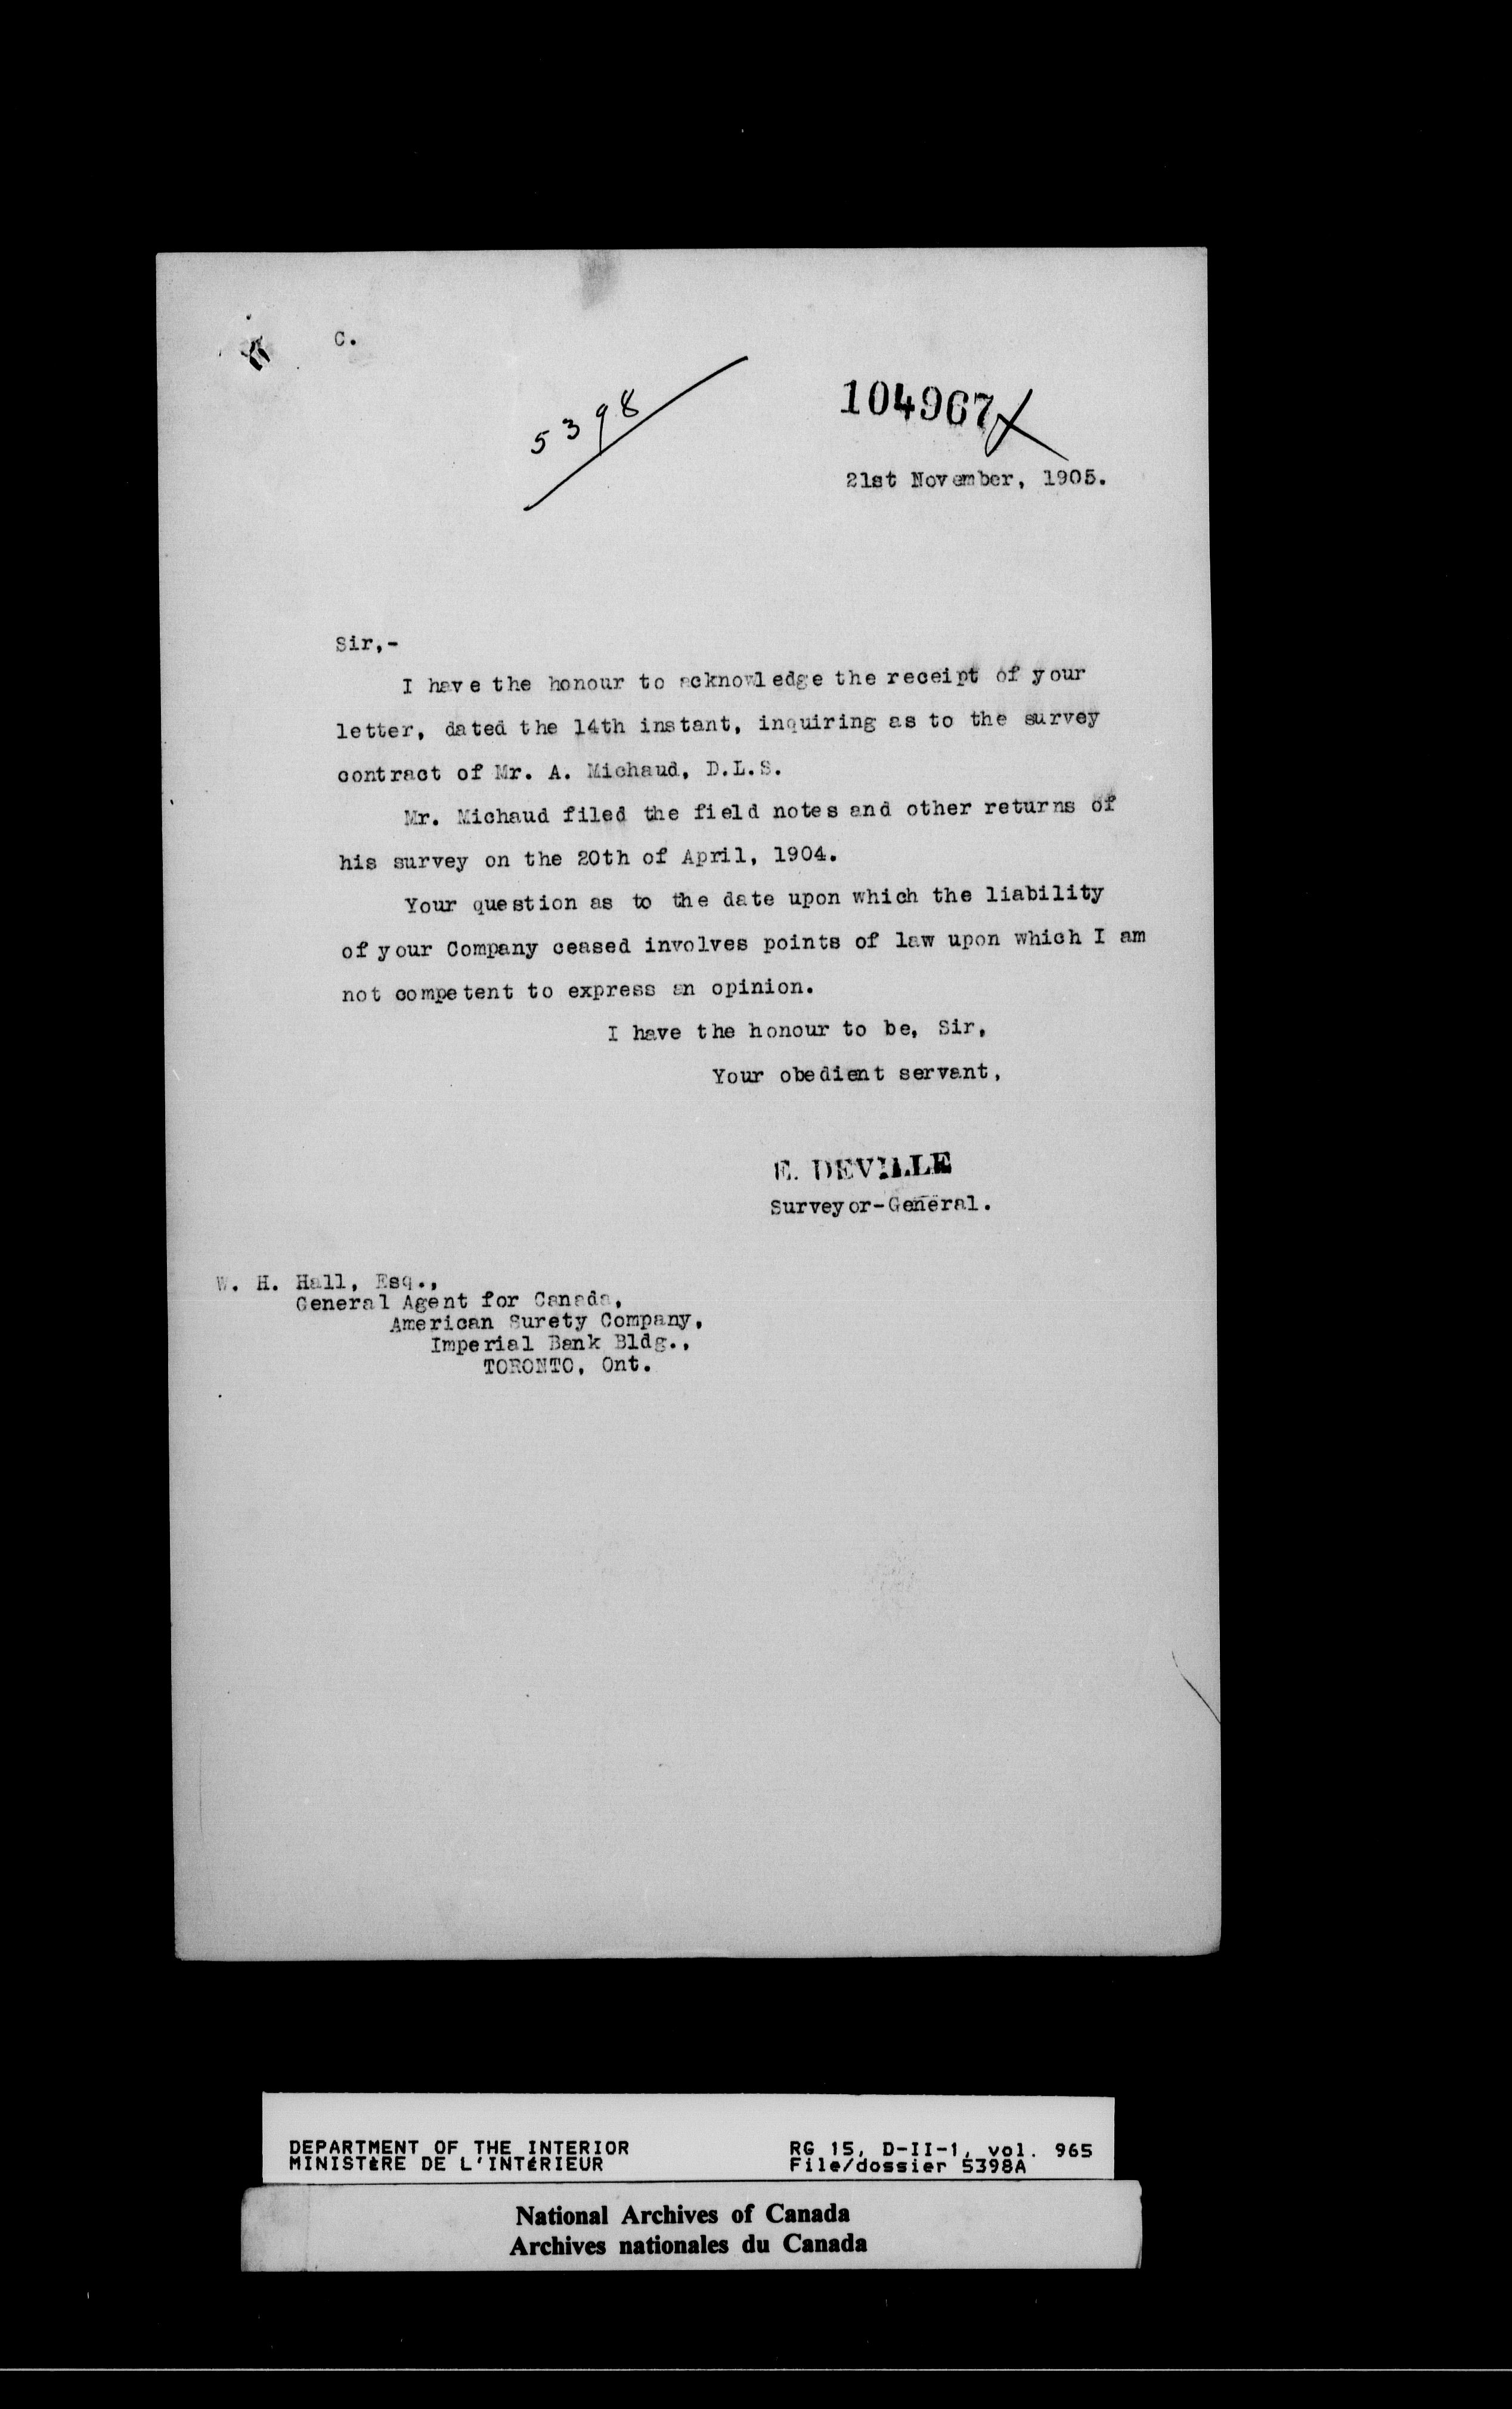 C.
5398
104967
21st November, 1905.
Sir,-
I have the honour to acknowledge the receipt of your
letter, dated the 14th instant, inquiring as to the survey
contract of Mr. A. Michaud, D.L.S.
Mr. Michaud filed the field notes and other returns of
his survey on the 20th of April, 1904.
Your question as to the date upon which the liability
of your Company ceased involves points of law upon which I am
not competent to express an opinion.
I have the honour to be, Sir,
Your obedient servant,
E. DEVILLE
Surveyor-General.
W. H. Hall, Esq.,
General Agent for Canada,
American Surety Company,
Imperial Bank Bldg.,
TORONTO, Ont.
DEPARTMENT OF THE INTERIOR
MINISTÈRE DE L'INTÉRIEUR
RG 15, D-II-1, vol. 965
File/dossier 5398A
National Archives of Canada
Archives nationales du Canada